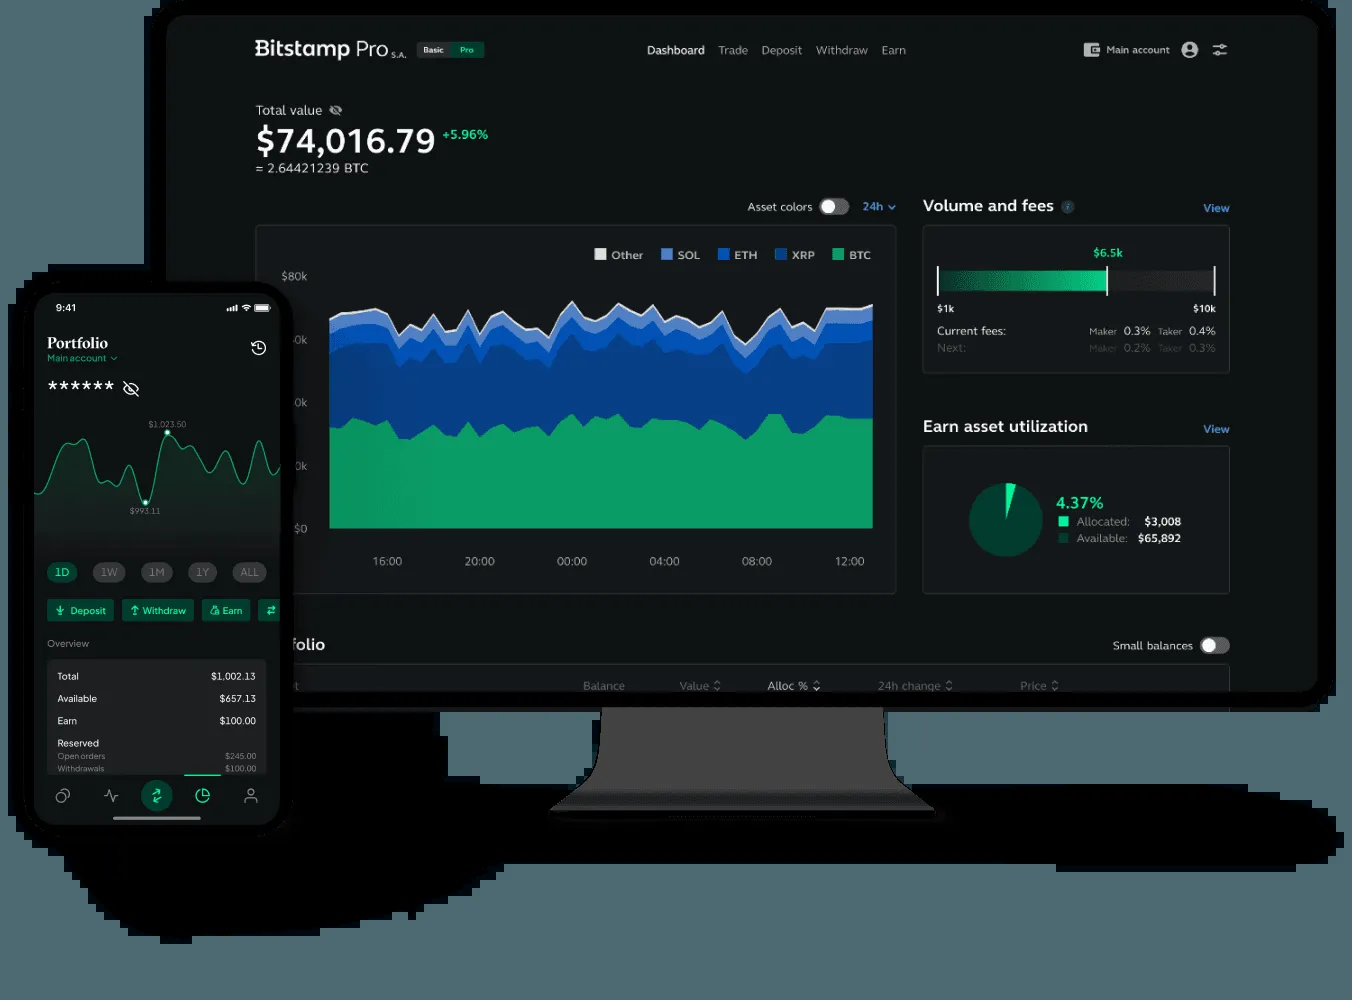 Bitstamp Pro S.A.
Basic Pro
Dashboard Trade Deposit Withdraw Earn
Main account
Total value
$74,016.79 +5.96%
= 2.64421239 BTC
Asset colors 24h
Other SOL ETH XRP BTC
$80k
0k
0k
0k
$0
16:00 20:00 00:00 04:00 08:00 12:00
Volume and fees View
$6.5k
$1k $10k
Current fees: Maker 0.3% Taker 0.4%
Next: Maker 0.2% Taker 0.3%
Earn asset utilization View
4.37%
Allocated: $3,008
Available: $65,892
folio
Small balances
t Balance Value Alloc % 24h change Price
9:41
Portfolio
Main account
******
$1,023.50
$993.11
1D 1W 1M 1Y ALL
Deposit Withdraw Earn
Overview
Total $1,002.13
Available $657.13
Earn $100.00
Reserved
Open orders $245.00
Withdrawals $100.00